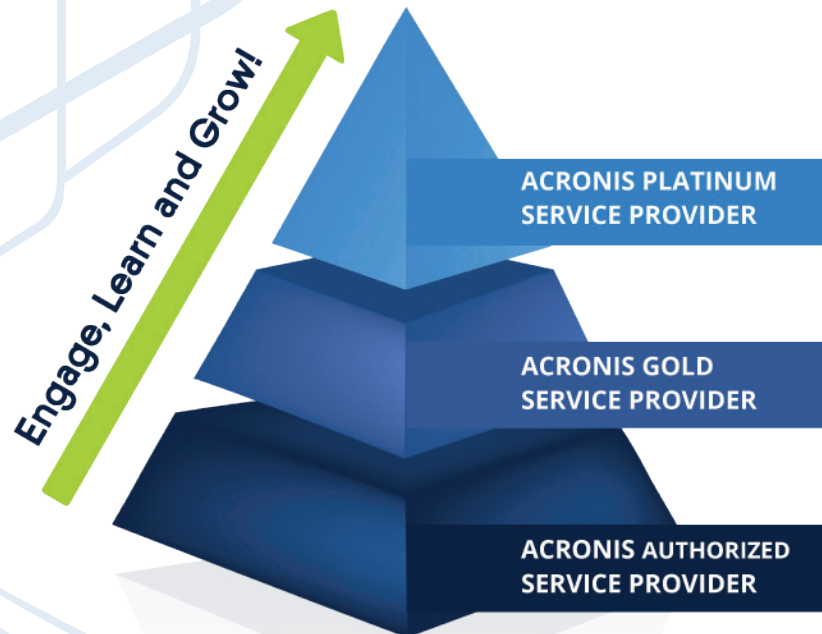 Engage, Learn and Grow!
ACRONIS PLATINUM
SERVICE PROVIDER
ACRONIS GOLD
SERVICE PROVIDER
ACRONIS AUTHORIZED
SERVICE PROVIDER